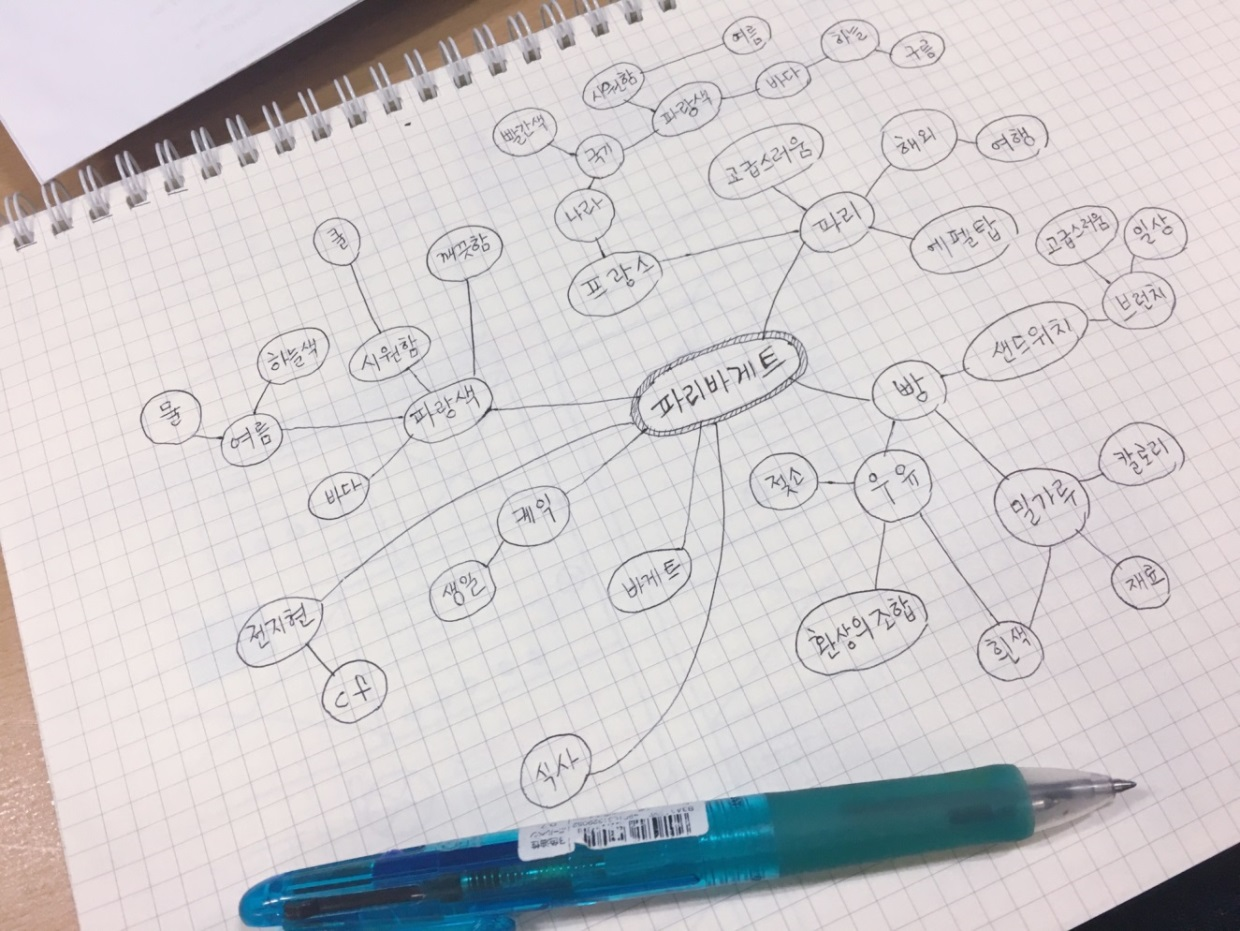 여름
하늘
구름
시원함
바다
파랑색
빨간색
국기
고급스러움
해외
여행
나라
파리
에펠탑
고급스러움
일상
프랑스
브런치
쿨
깨끗함
샌드위치
하늘색
시원함
파리바게트
빵
물
여름
파랑색
바다
케익
젖소
우유
밀가루
칼로리
생일
바게트
재료
전지현
환상의 조합
흰색
cf
식사